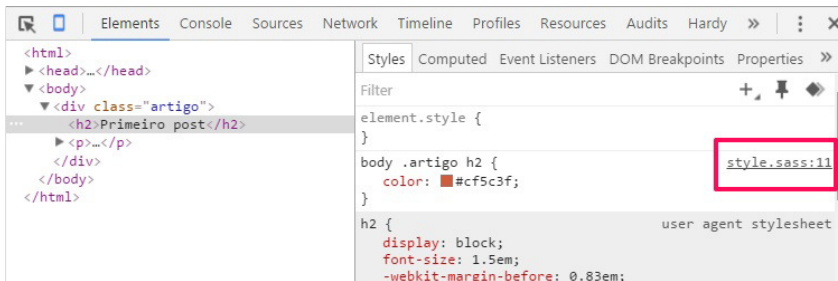 Elements Console Sources Network Timeline Profiles Resources Audits Hardy »
<html>
<head>…</head>
<body>
<div class="artigo">
<h2>Primeiro post</h2>
<p>…</p>
</div>
</body>
</html>
Styles Computed Event Listeners DOM Breakpoints Properties »
Filter
element.style {
}
body .artigo h2 { style.sass:11
color: #cf5c3f;
}
h2 { user agent stylesheet
display: block;
font-size: 1.5em;
-webkit-margin-before: 0.83em;